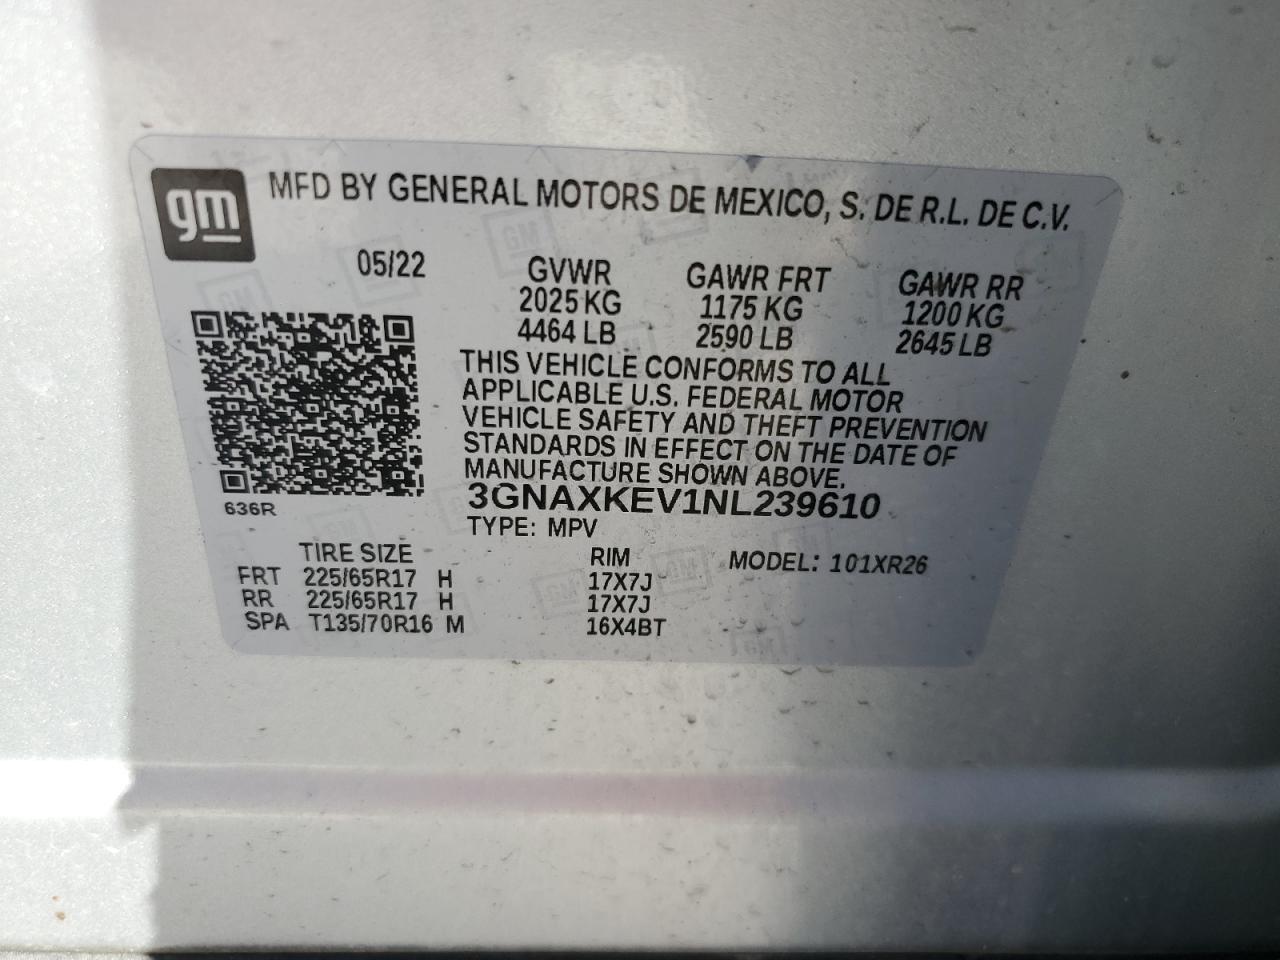 gm
MFD BY GENERAL MOTORS DE MEXICO, S. DE R.L. DE C.V.
05/22
GVWR GAWR FRT GAWR RR
2025 KG 1175 KG 1200 KG
4464 LB 2590 LB 2645 LB
THIS VEHICLE CONFORMS TO ALL
APPLICABLE U.S. FEDERAL MOTOR
VEHICLE SAFETY AND THEFT PREVENTION
STANDARDS IN EFFECT ON THE DATE OF
MANUFACTURE SHOWN ABOVE.
3GNAXKEV1NL239610
636R
TYPE: MPV
TIRE SIZE RIM MODEL: 101XR26
FRT 225/65R17 H 17X7J
RR 225/65R17 H 17X7J
SPA T135/70R16 M 16X4BT